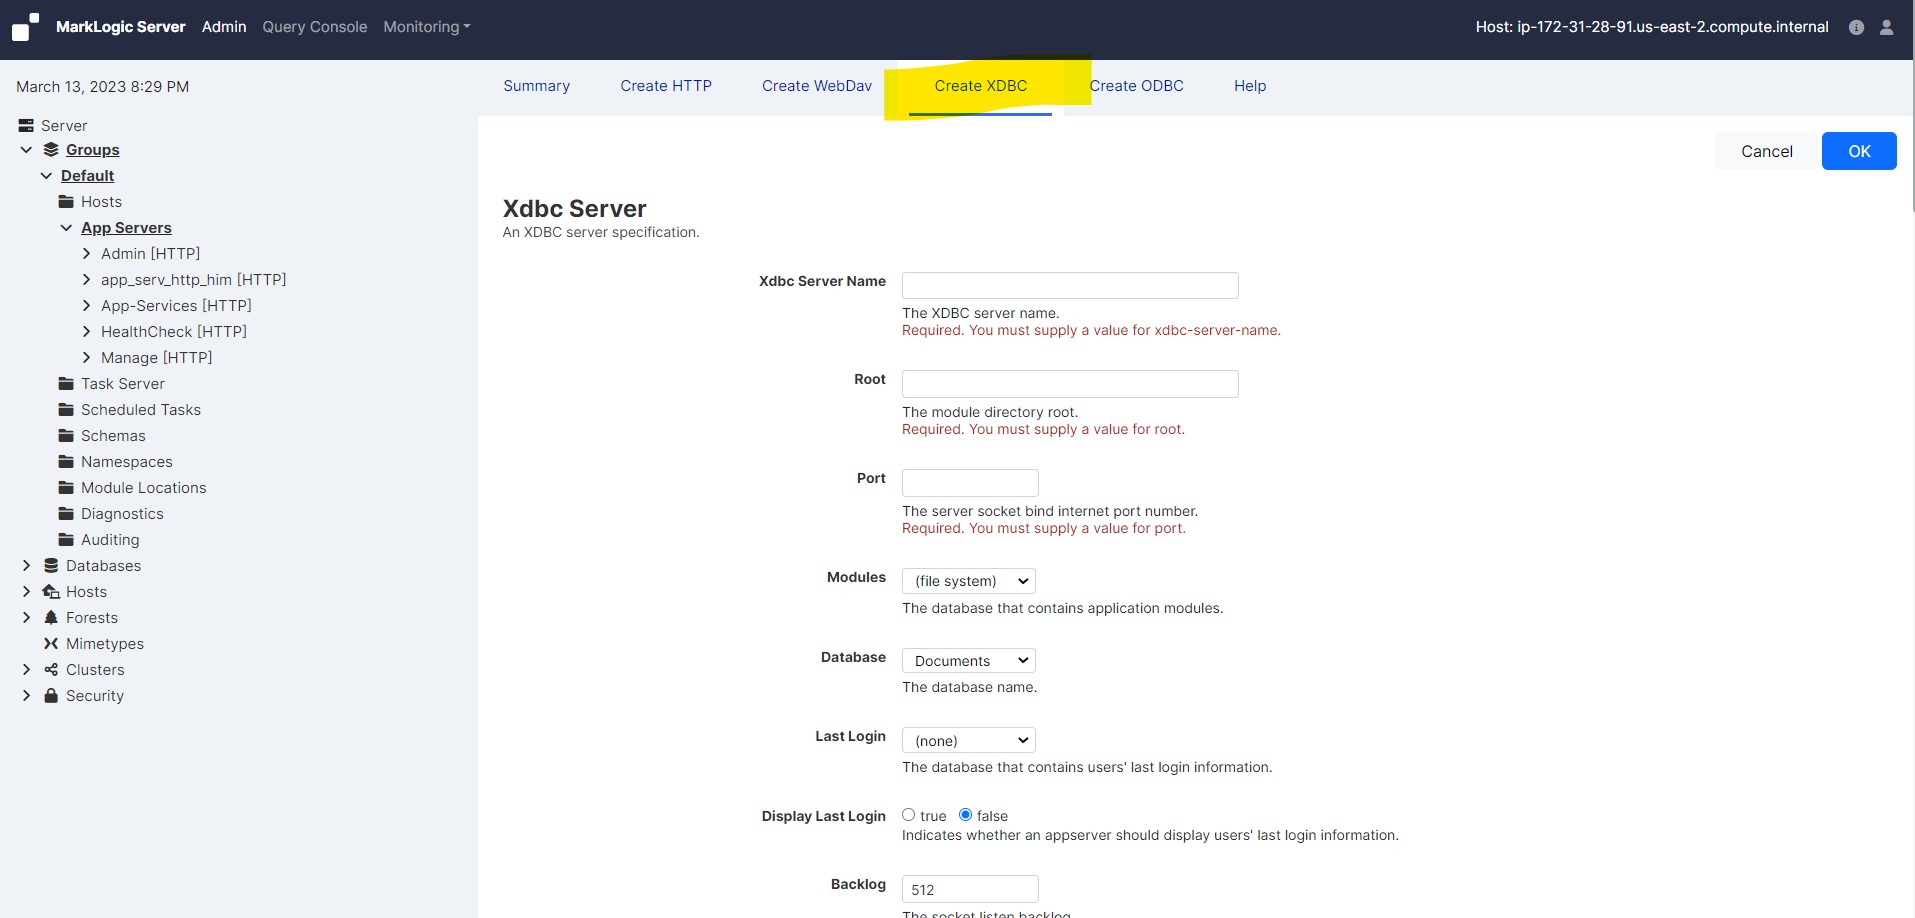 MarkLogic Server Admin Query Console Monitoring Host: ip-172-31-28-91.us-east-2.compute.internal
March 13, 2023 8:29 PM
Summary Create HTTP Create WebDav Create XDBC Create ODBC Help
Server
Groups
Default
Hosts
App Servers
Admin [HTTP]
app_serv_http_him [HTTP]
App-Services [HTTP]
HealthCheck [HTTP]
Manage [HTTP]
Task Server
Scheduled Tasks
Schemas
Namespaces
Module Locations
Diagnostics
Auditing
Databases
Hosts
Forests
Mimetypes
Clusters
Security
Cancel OK
Xdbc Server
An XDBC server specification.
Xdbc Server Name
The XDBC server name.
Required. You must supply a value for xdbc-server-name.
Root
The module directory root.
Required. You must supply a value for root.
Port
The server socket bind internet port number.
Required. You must supply a value for port.
Modules (file system)
The database that contains application modules.
Database Documents
The database name.
Last Login (none)
The database that contains users' last login information.
Display Last Login true false
Indicates whether an appserver should display users' last login information.
Backlog 512
The socket listen backlog.